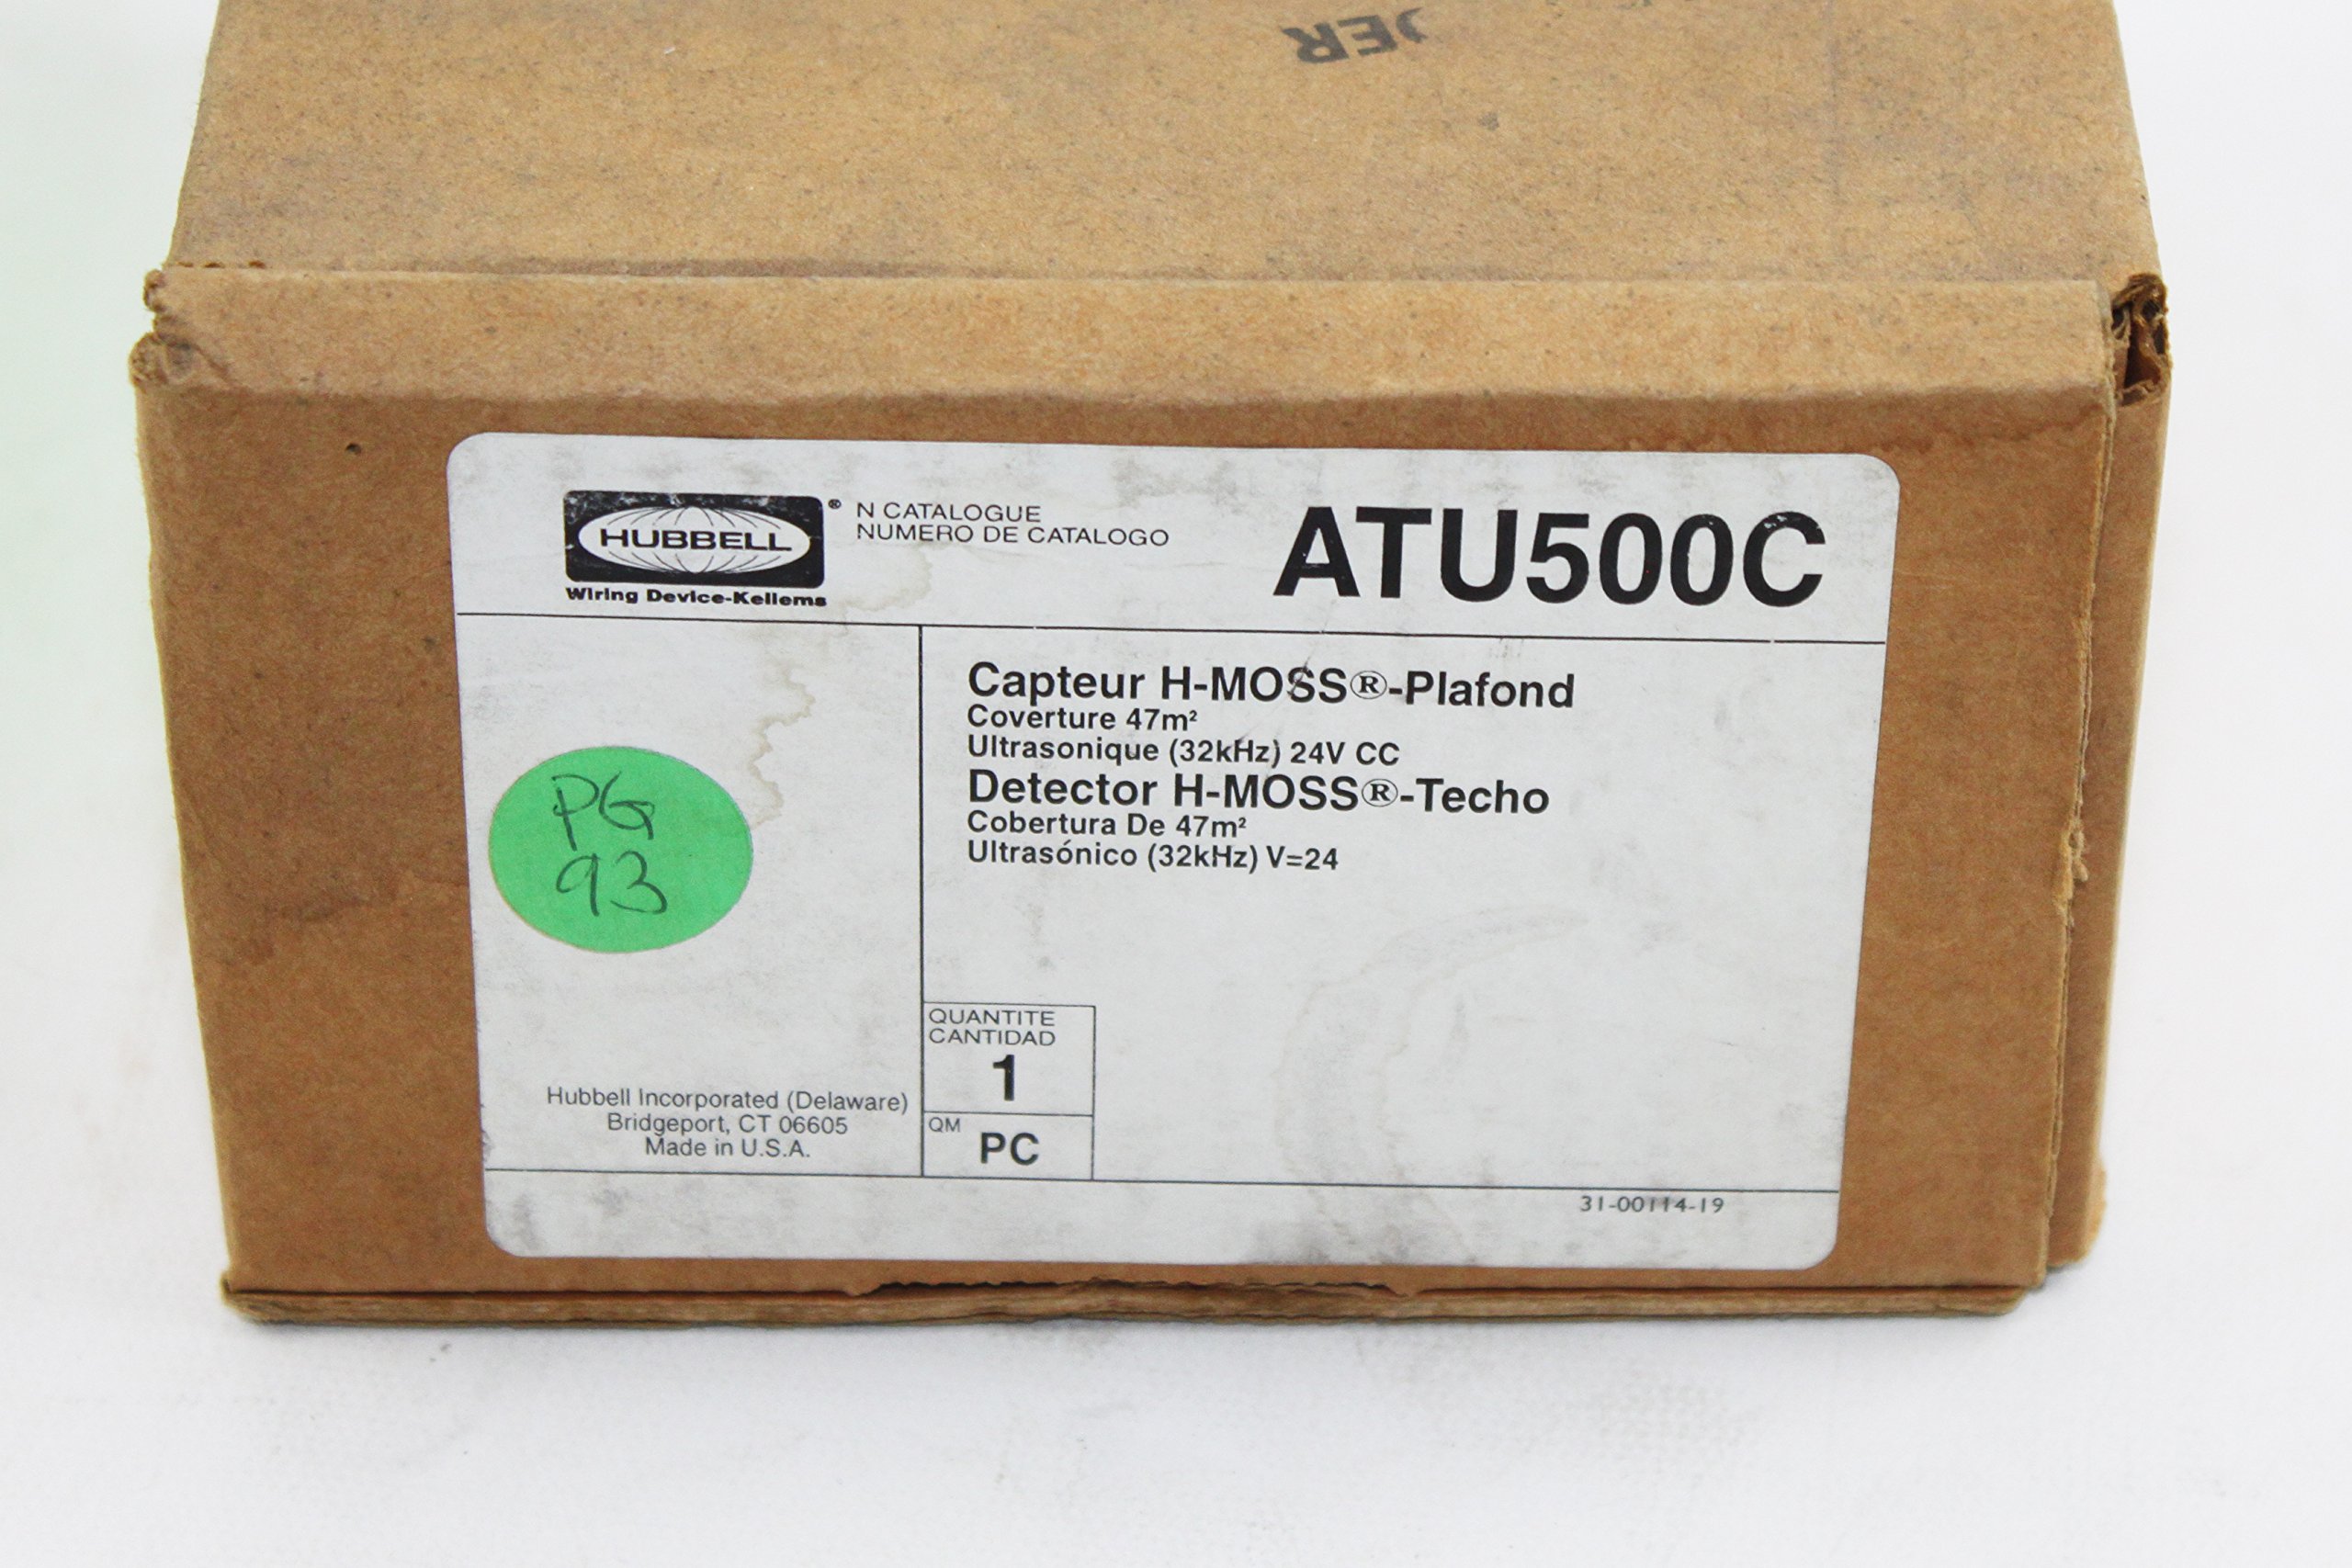 HUBBELL
®
Wiring Device-Kellems
N CATALOGUE
NUMERO DE CATALOGO
ATU500C
Capteur H-MOSS®-Plafond
Coverture 47m²
Ultrasonique (32kHz) 24V CC
Detector H-MOSS®-Techo
Cobertura De 47m²
Ultrasónico (32kHz) V=24
PG
93
QUANTITE
CANTIDAD
1
QM
PC
Hubbell Incorporated (Delaware)
Bridgeport, CT 06605
Made in U.S.A.
31-00114-19